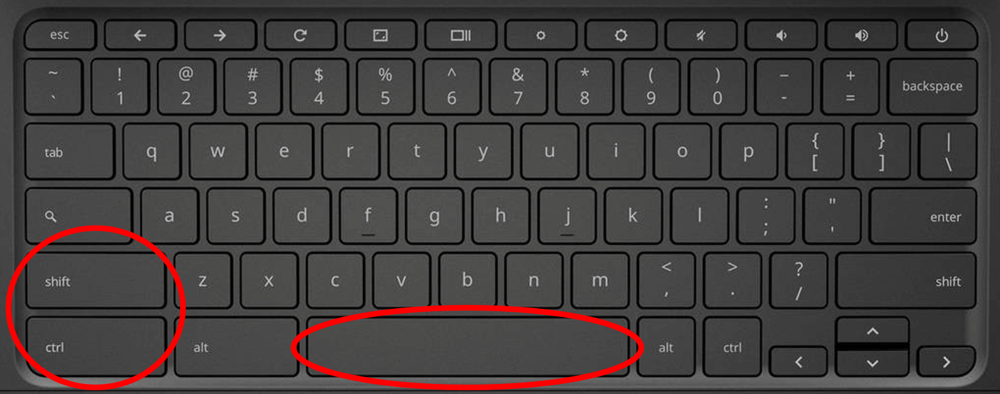 esc
~ ! @ # $ % ^ & * ( ) _ +
` 1 2 3 4 5 6 7 8 9 0 - = backspace
tab q w e r t y u i o p { [ } ] | \
a s d f g h j k l : ; " ' enter
shift z x c v b n m < , > . ? / shift
ctrl alt alt ctrl